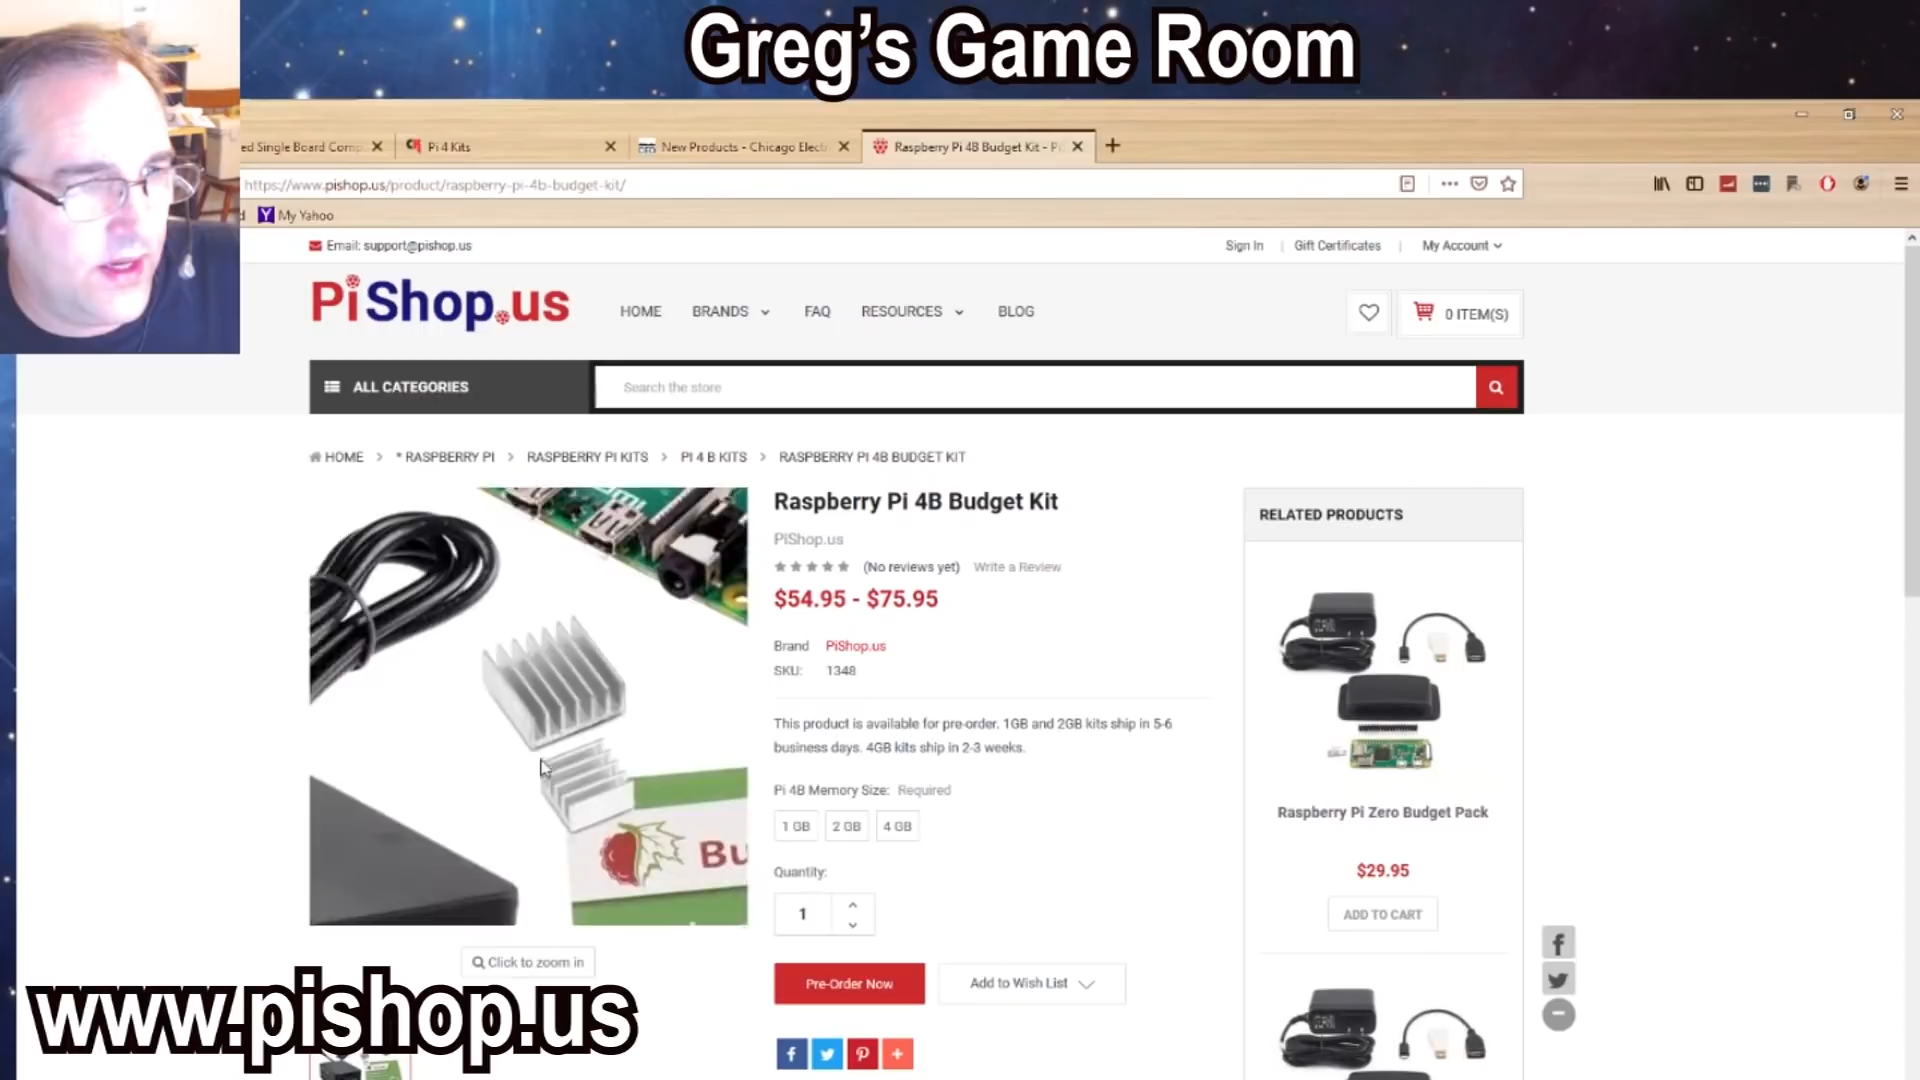 Greg's Game Room
ed Single Board Comp
Pi 4 Kits
New Products - Chicago Electr
Raspberry Pi 4B Budget Kit - Pi
https://www.pishop.us/product/raspberry-pi-4b-budget-kit/
d
My Yahoo
Email: support@pishop.us
Sign In | Gift Certificates | My Account
PiShop.us
HOME BRANDS FAQ RESOURCES BLOG
0 ITEM(S)
ALL CATEGORIES
Search the store
HOME > * RASPBERRY PI > RASPBERRY PI KITS > PI 4 B KITS > RASPBERRY PI 4B BUDGET KIT
Raspberry Pi 4B Budget Kit
PiShop.us
(No reviews yet) Write a Review
$54.95 - $75.95
Brand PiShop.us
SKU: 1348
This product is available for pre-order. 1GB and 2GB kits ship in 5-6
business days. 4GB kits ship in 2-3 weeks.
Pi 4B Memory Size: Required
1 GB 2 GB 4 GB
Quantity:
1
Pre-Order Now
Add to Wish List
Bu
Click to zoom in
RELATED PRODUCTS
Raspberry Pi Zero Budget Pack
$29.95
ADD TO CART
www.pishop.us